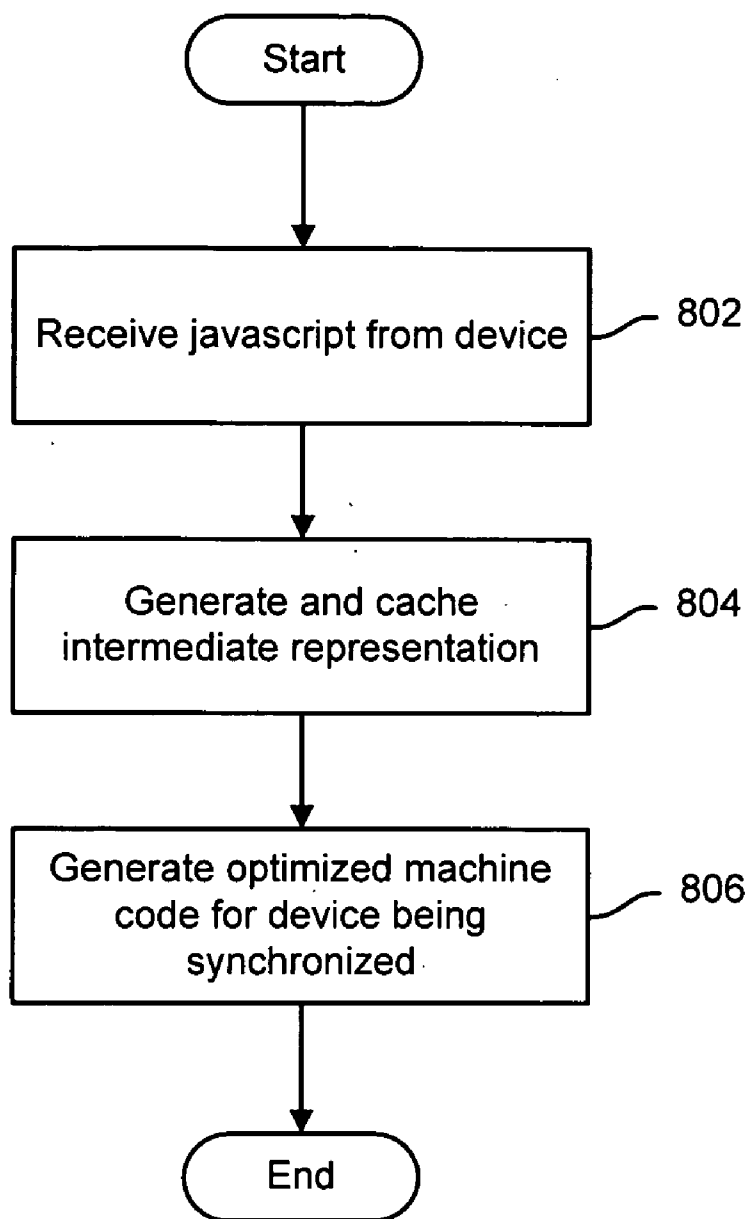 Start
Receive javascript from device
802
Generate and cache
intermediate representation
804
Generate optimized machine
code for device being
synchronized
806
End